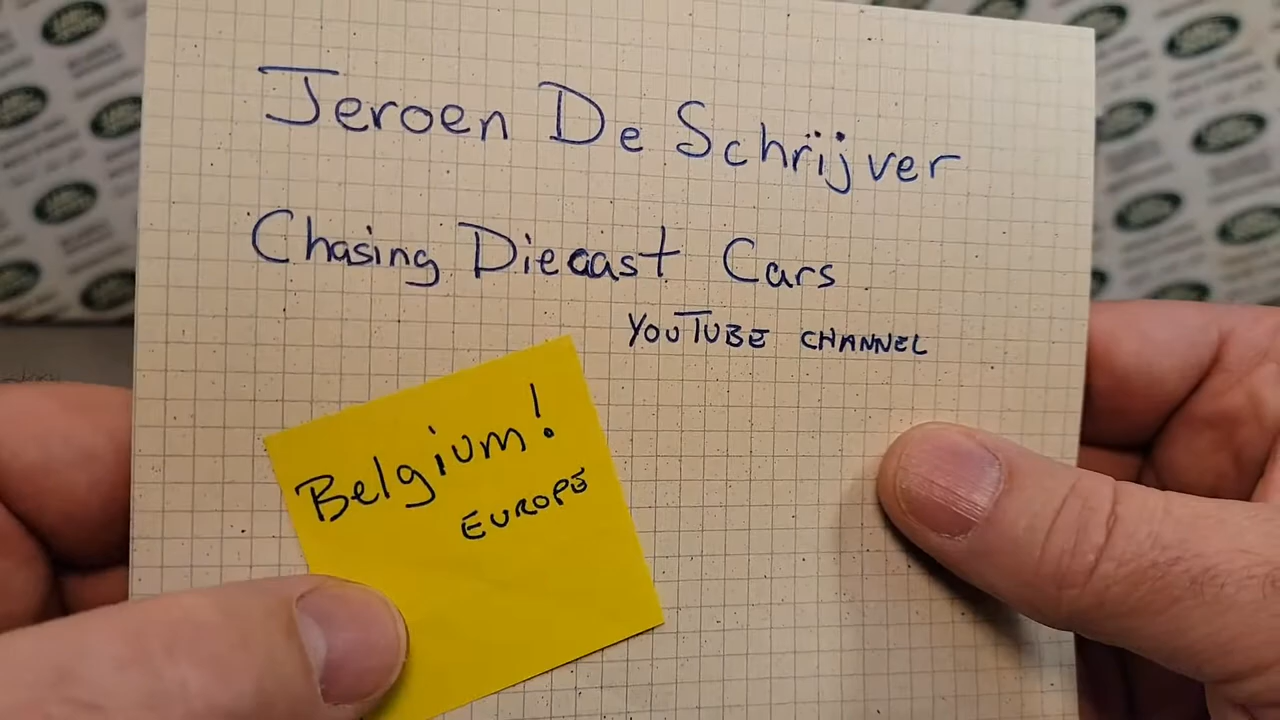 Jeroen De Schrijver
Chasing Diecast Cars
YOUTUBE CHANNEL
Belgium!
EUROPE